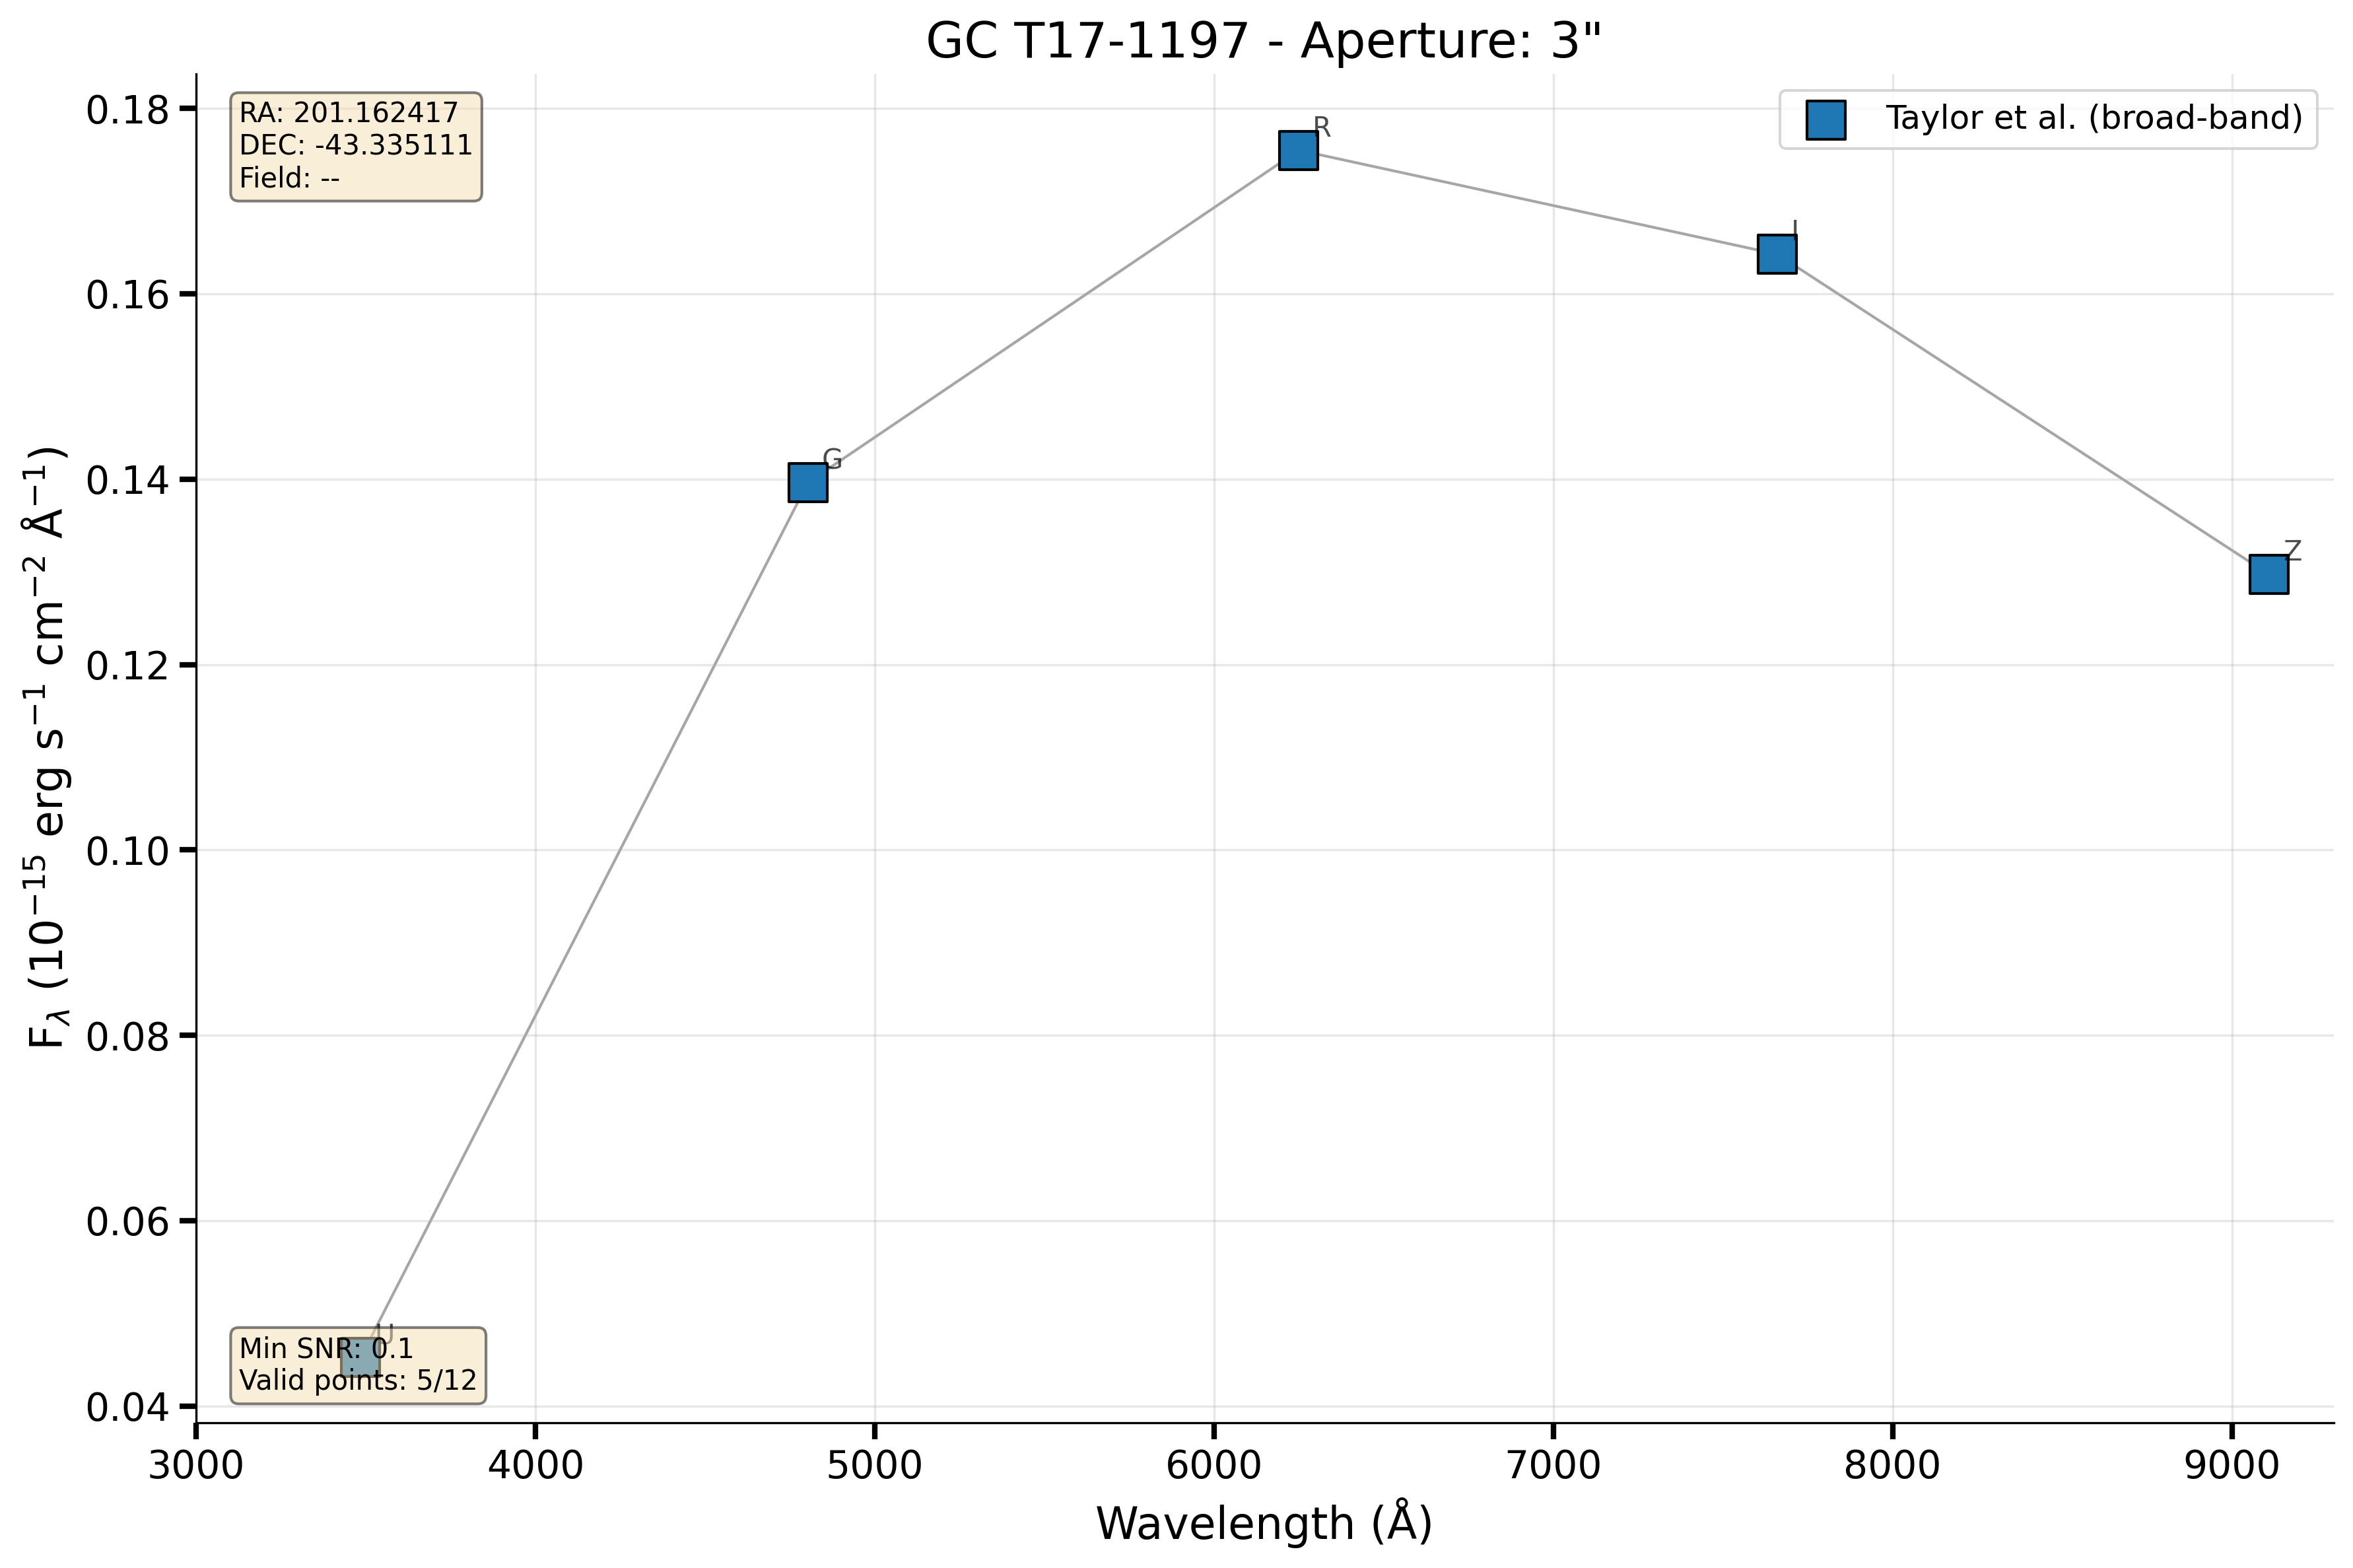 GC T17-1197 - Aperture: 3"
RA: 201.162417
DEC: -43.335111
Field: --
Taylor et al. (broad-band)
R
I
G
Z
U
Min SNR: 0.1
Valid points: 5/12
0.18
0.16
0.14
0.12
0.10
0.08
0.06
0.04
F_λ (10⁻¹⁵ erg s⁻¹ cm⁻² Å⁻¹)
3000 4000 5000 6000 7000 8000 9000
Wavelength (Å)